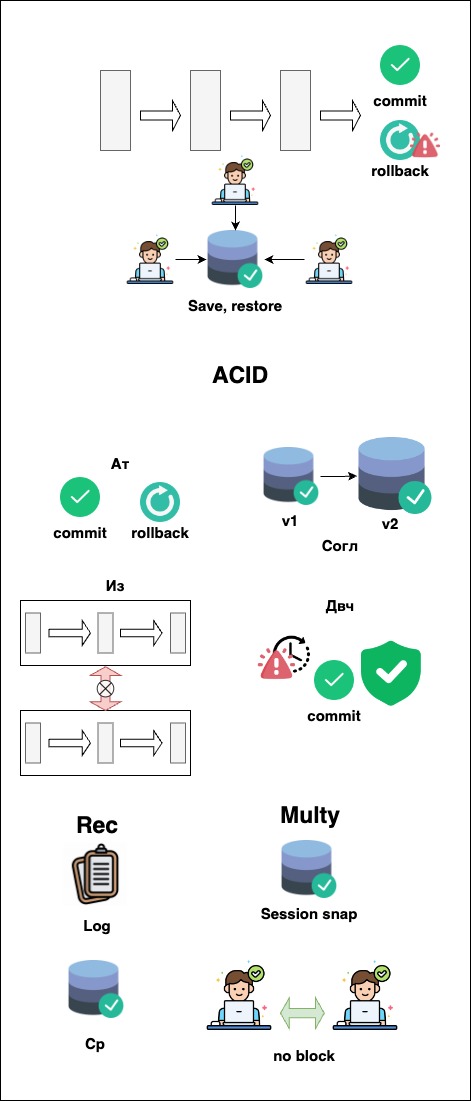 commit
rollback
Save, restore
ACID
Ат
commit
rollback
v1
v2
Согл
Из
Двч
commit
Rec
Multy
Log
Session snap
Ср
no block